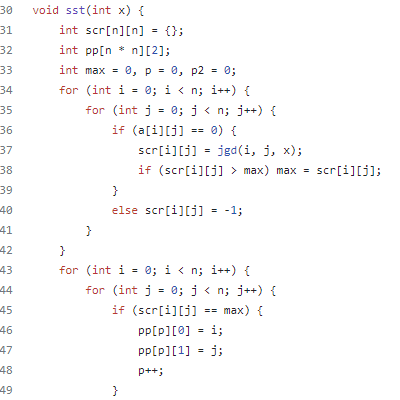 30 void sst(int x) {
31     int scr[n][n] = {};
32     int pp[n * n][2];
33     int max = 0, p = 0, p2 = 0;
34     for (int i = 0; i < n; i++) {
35         for (int j = 0; j < n; j++) {
36             if (a[i][j] == 0) {
37                 scr[i][j] = jgd(i, j, x);
38                 if (scr[i][j] > max) max = scr[i][j];
39             }
40             else scr[i][j] = -1;
41         }
42     }
43     for (int i = 0; i < n; i++) {
44         for (int j = 0; j < n; j++) {
45             if (scr[i][j] == max) {
46                 pp[p][0] = i;
47                 pp[p][1] = j;
48                 p++;
49             }